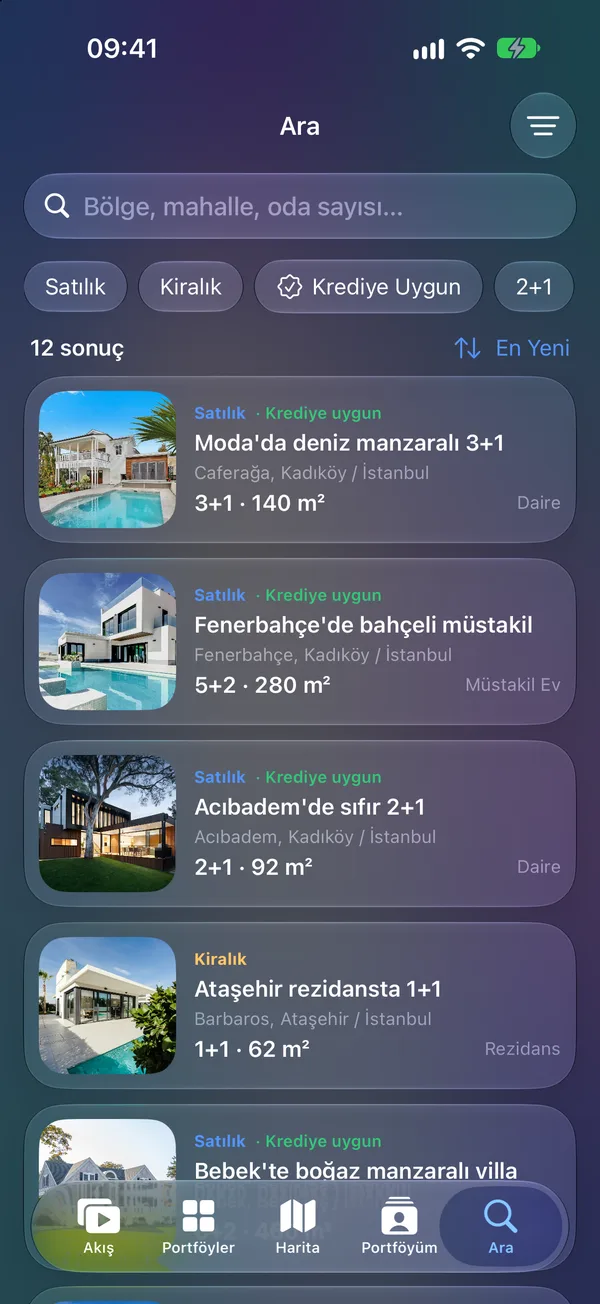 09:41
Ara
Bölge, mahalle, oda sayısı...
Satılık
Kiralık
Krediye Uygun
2+1
12 sonuç
En Yeni
Satılık · Krediye uygun
Moda'da deniz manzaralı 3+1
Caferağa, Kadıköy / İstanbul
3+1 · 140 m²
Daire
Satılık · Krediye uygun
Fenerbahçe'de bahçeli müstakil
Fenerbahçe, Kadıköy / İstanbul
5+2 · 280 m²
Müstakil Ev
Satılık · Krediye uygun
Acıbadem'de sıfır 2+1
Acıbadem, Kadıköy / İstanbul
2+1 · 92 m²
Daire
Kiralık
Ataşehir rezidansta 1+1
Barbaros, Ataşehir / İstanbul
1+1 · 62 m²
Rezidans
Satılık · Krediye uygun
Bebek'te boğaz manzaralı villa
Akış
Portföyler
Harita
Portföyüm
Ara